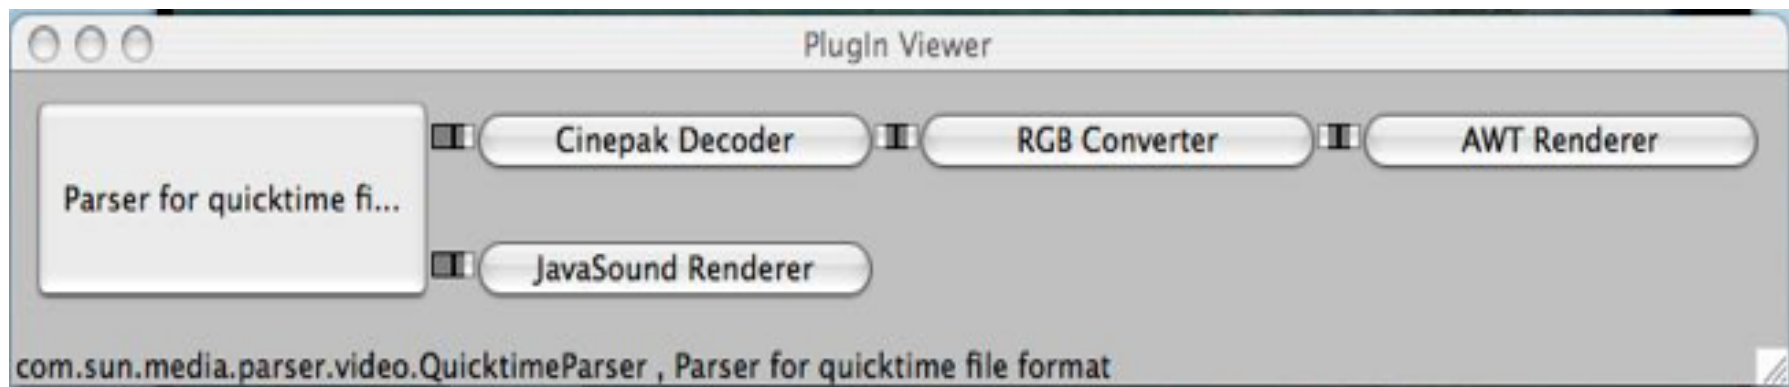 PlugIn Viewer
Cinepak Decoder
RGB Converter
AWT Renderer
Parser for quicktime fi...
JavaSound Renderer
com.sun.media.parser.video.QuicktimeParser , Parser for quicktime file format